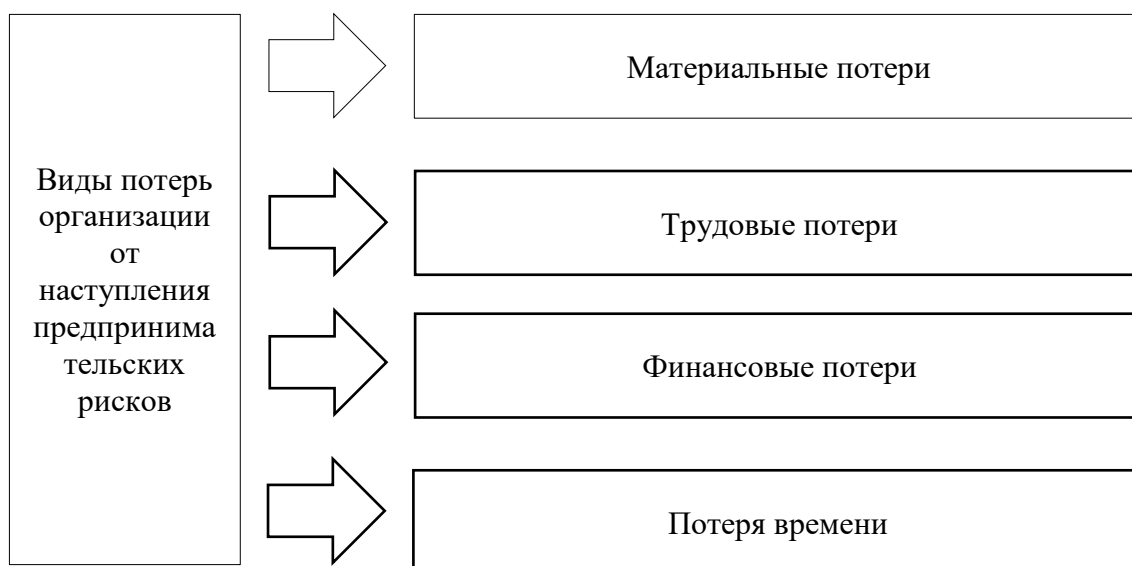 Виды потерь
организации
от
наступления
предпринима
тельских
рисков
Материальные потери
Трудовые потери
Финансовые потери
Потеря времени